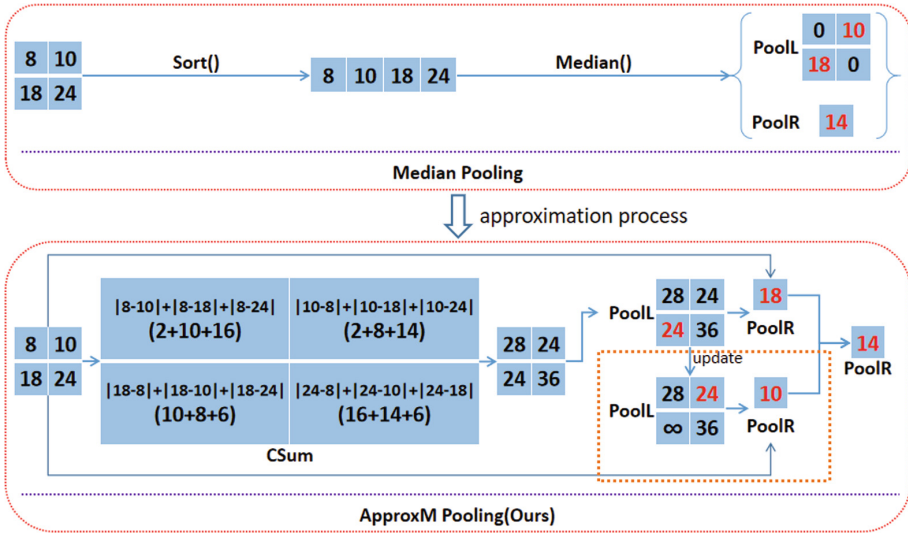 8 10
18 24
Sort()
8 10 18 24
Median()
PoolL
0 10
18 0
PoolR
14
Median Pooling
approximation process
8 10
18 24
|8-10|+|8-18|+|8-24|
(2+10+16)
|10-8|+|10-18|+|10-24|
(2+8+14)
|18-8|+|18-10|+|18-24|
(10+8+6)
|24-8|+|24-10|+|24-18|
(16+14+6)
CSum
28 24
24 36
PoolL
28 24
24 36
18
PoolR
update
PoolL
28 24
∞ 36
10
PoolR
14
PoolR
ApproxM Pooling(Ours)